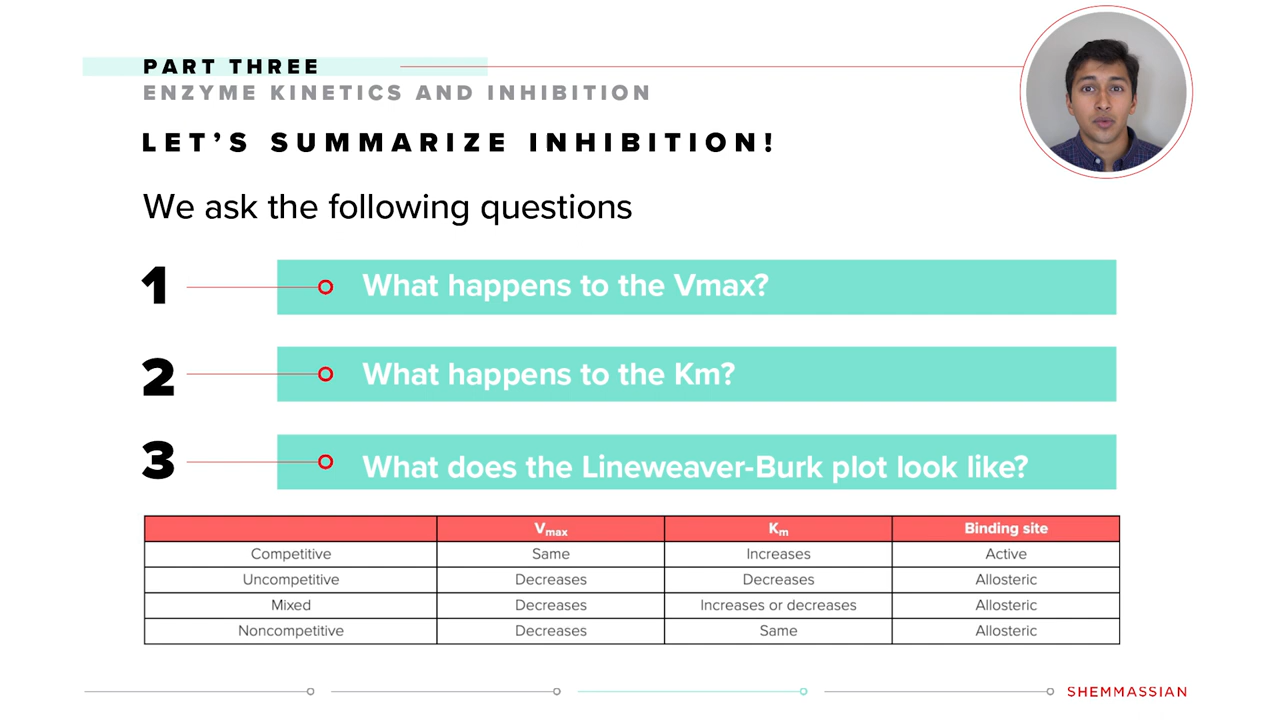 PART THREE
ENZYME KINETICS AND INHIBITION
LET'S SUMMARIZE INHIBITION!
We ask the following questions
1 What happens to the Vmax?
2 What happens to the Km?
3 What does the Lineweaver-Burk plot look like?
Vmax Km Binding site
Competitive Same Increases Active
Uncompetitive Decreases Decreases Allosteric
Mixed Decreases Increases or decreases Allosteric
Noncompetitive Decreases Same Allosteric
SHEMMASSIAN